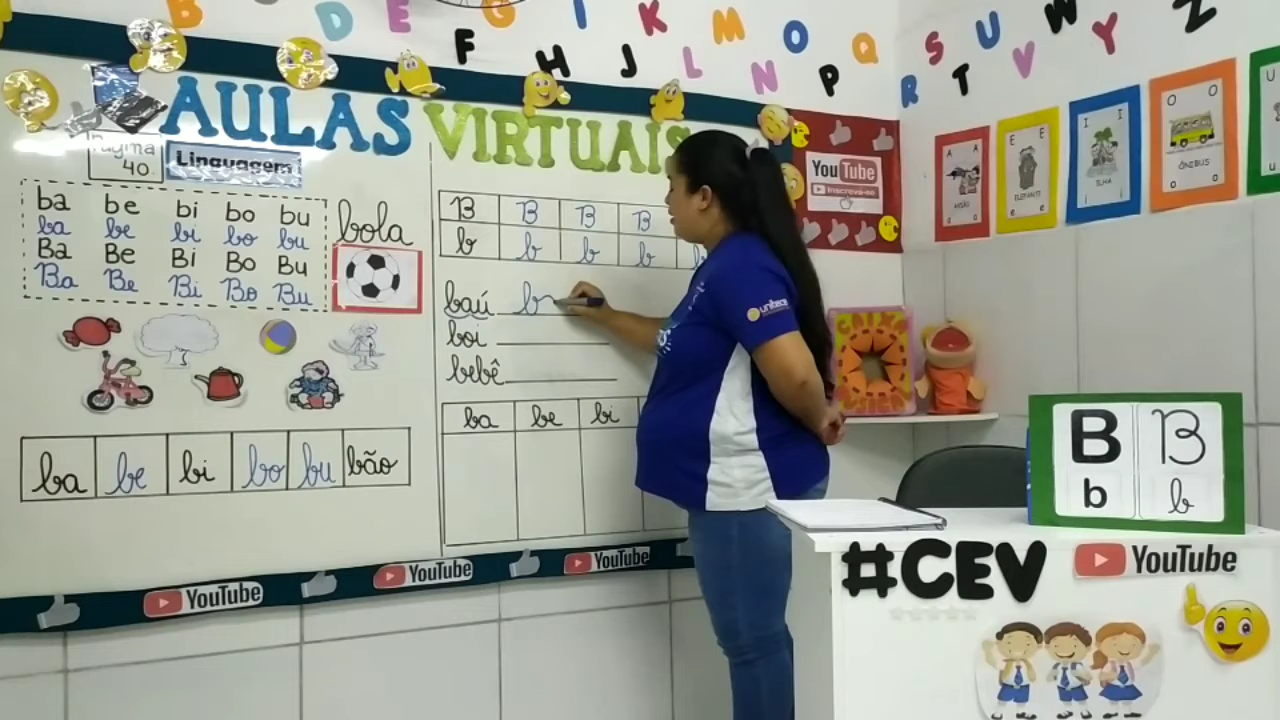 B D E G I K M O Q S U W Y Z
F H J L N P R T V
AULAS VIRTUAIS
Página 40
Linguagem
ba be bi bo bu
ba be bi bo bu
Ba Be Bi Bo Bu
Ba Be Bi Bo Bu
bola
ba be bi bo bu bão
B B B B
b b b b b
baú b
boi
bebê
ba be bi
YouTube
Inscreva-se
YouTube YouTube YouTube
A A
AVIÃO
a a
E E
ELEFANTE
e e
I I
ILHA
i i
O O
ÔNIBUS
o o
U
u
CAIXA
B B
b b
#CEV YouTube